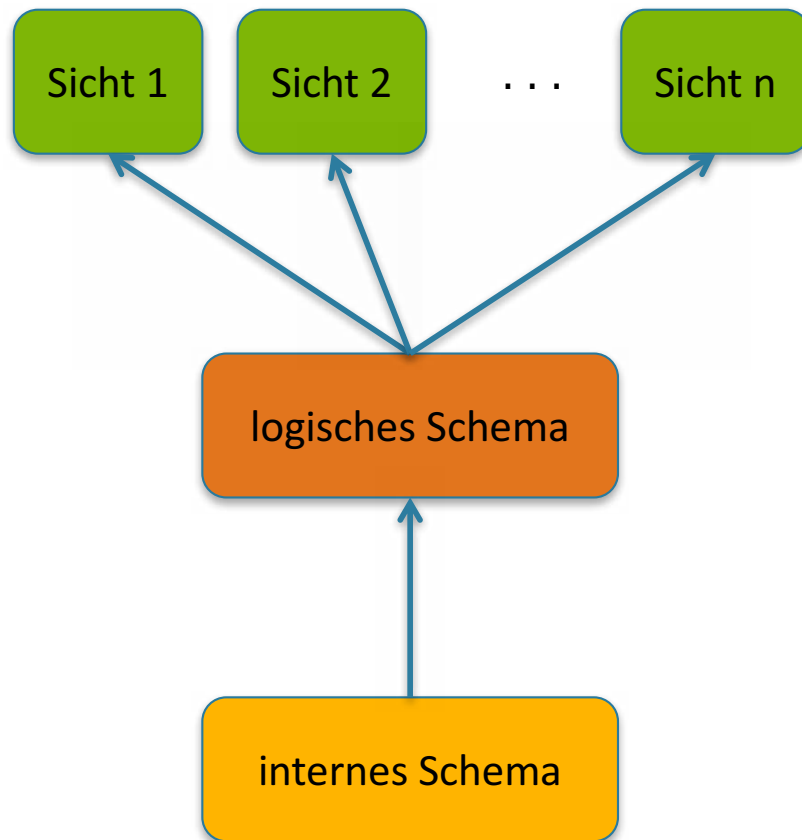 Sicht 1
Sicht 2
. . .
Sicht n
logisches Schema
internes Schema